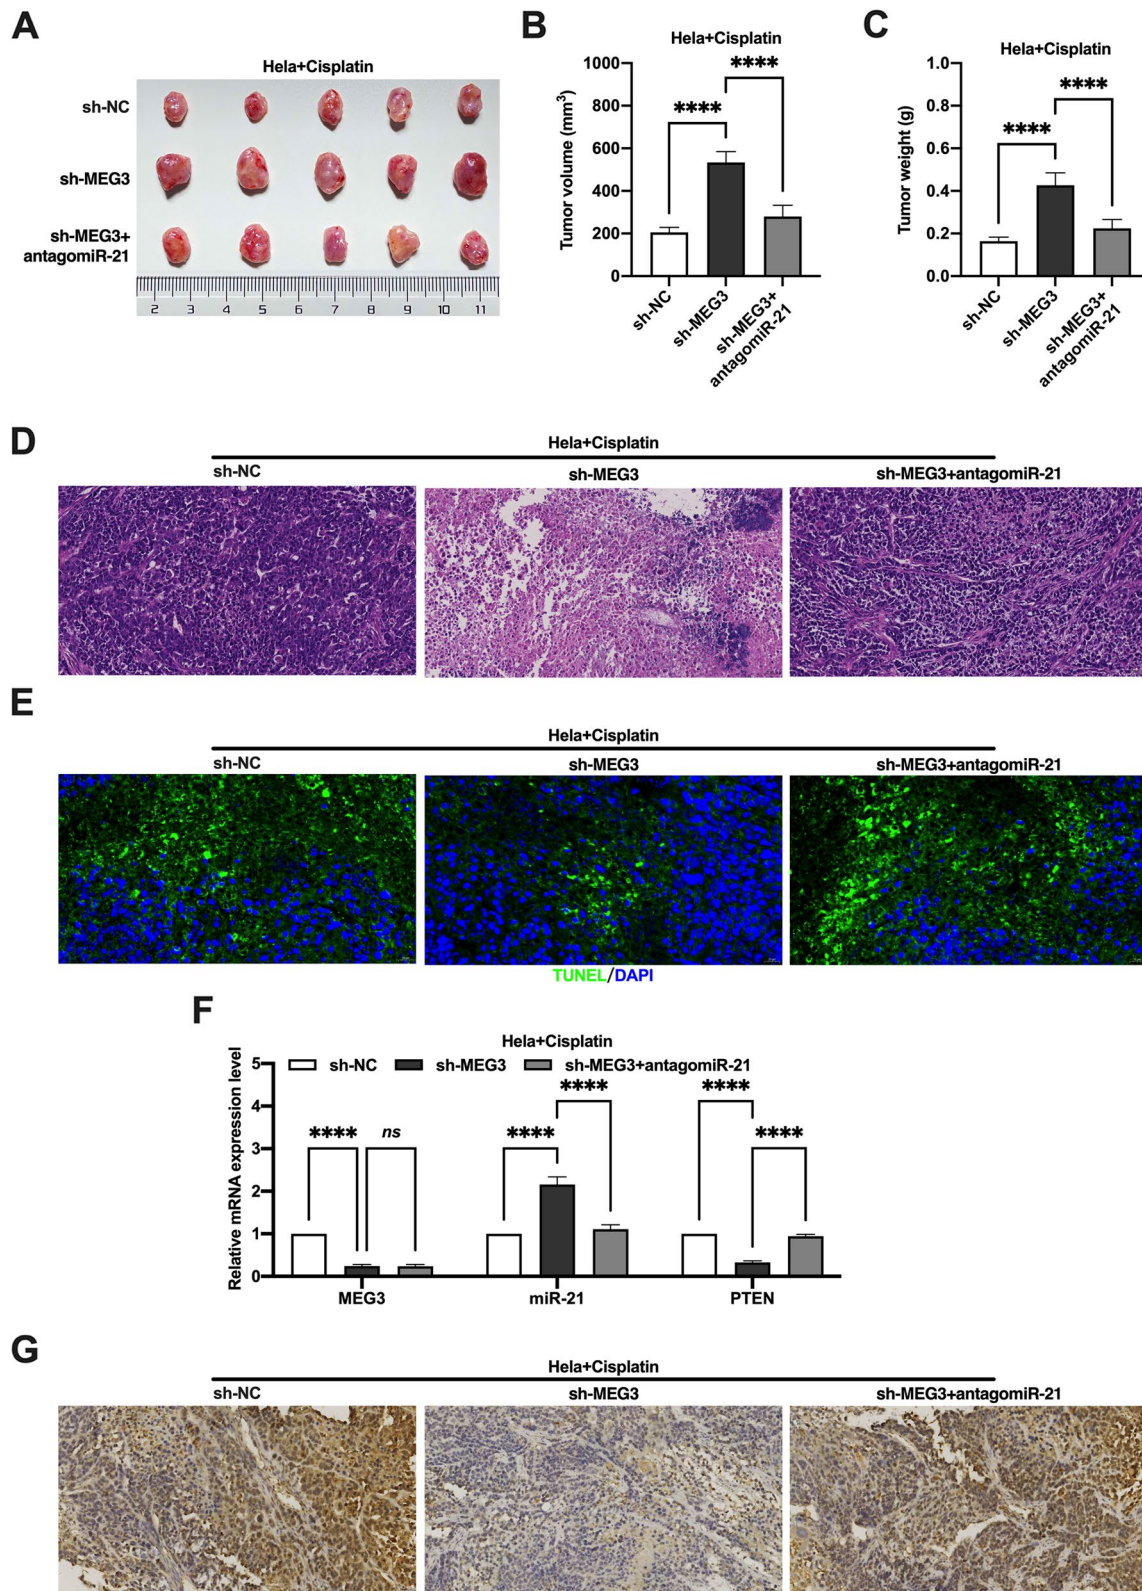 A
Hela+Cisplatin
sh-NC
sh-MEG3
sh-MEG3+
antagomiR-21
2 3 4 5 6 7 8 9 10 11
B
Hela+Cisplatin
Tumor volume (mm³)
1000
800
600
400
200
0
****
****
sh-NC
sh-MEG3
sh-MEG3+
antagomiR-21
C
Hela+Cisplatin
Tumor weight (g)
1.0
0.8
0.6
0.4
0.2
0.0
****
****
sh-NC
sh-MEG3
sh-MEG3+
antagomiR-21
D
Hela+Cisplatin
sh-NC
sh-MEG3
sh-MEG3+antagomiR-21
E
Hela+Cisplatin
sh-NC
sh-MEG3
sh-MEG3+antagomiR-21
TUNEL/DAPI
F
Hela+Cisplatin
sh-NC
sh-MEG3
sh-MEG3+antagomiR-21
Relative mRNA expression level
5
4
3
2
1
0
****
ns
****
****
****
****
MEG3
miR-21
PTEN
G
Hela+Cisplatin
sh-NC
sh-MEG3
sh-MEG3+antagomiR-21